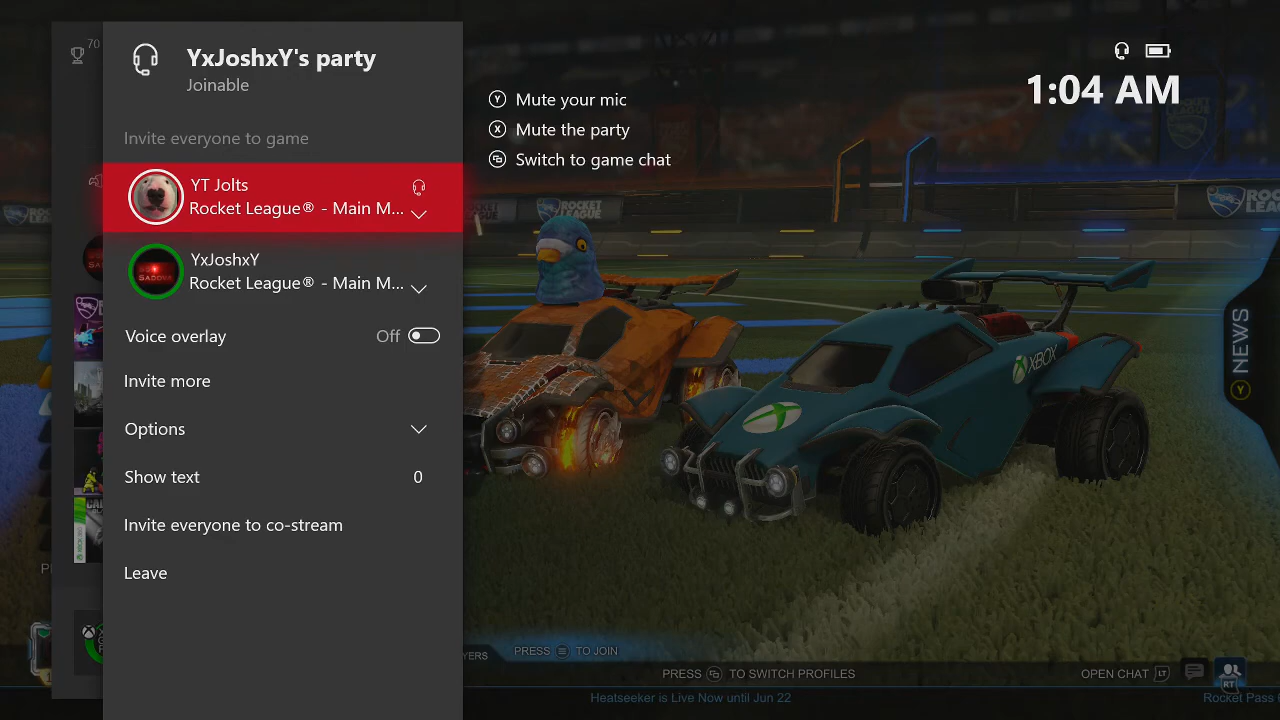 70
YxJoshxY's party
Joinable
Invite everyone to game
YT Jolts
Rocket League® - Main M...
YxJoshxY
Rocket League® - Main M...
Voice overlay Off
Invite more
Options
Show text 0
Invite everyone to co-stream
Leave
Y Mute your mic
X Mute the party
Switch to game chat
1:04 AM
ROCKET LEAGUE
XBOX
NEWS
Y
PRESS TO JOIN
PRESS TO SWITCH PROFILES
OPEN CHAT LT
RT
Heatseeker is Live Now until Jun 22
Rocket Pass